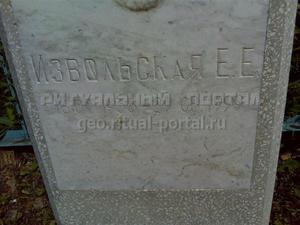 ИЗВОЛЬСКАЯ Е.Е.
РИТУАЛЬНЫЙ ПОРТАЛ
geo.ritual-portal.ru